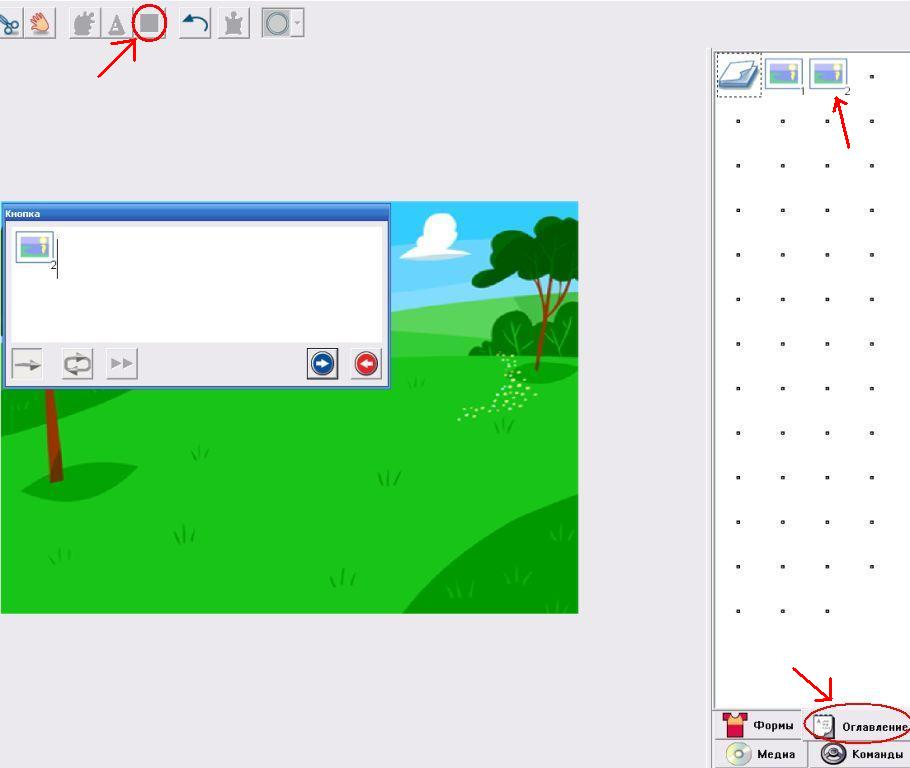 1
2
Кнопка
2
Формы
Оглавление
Медиа
Команды